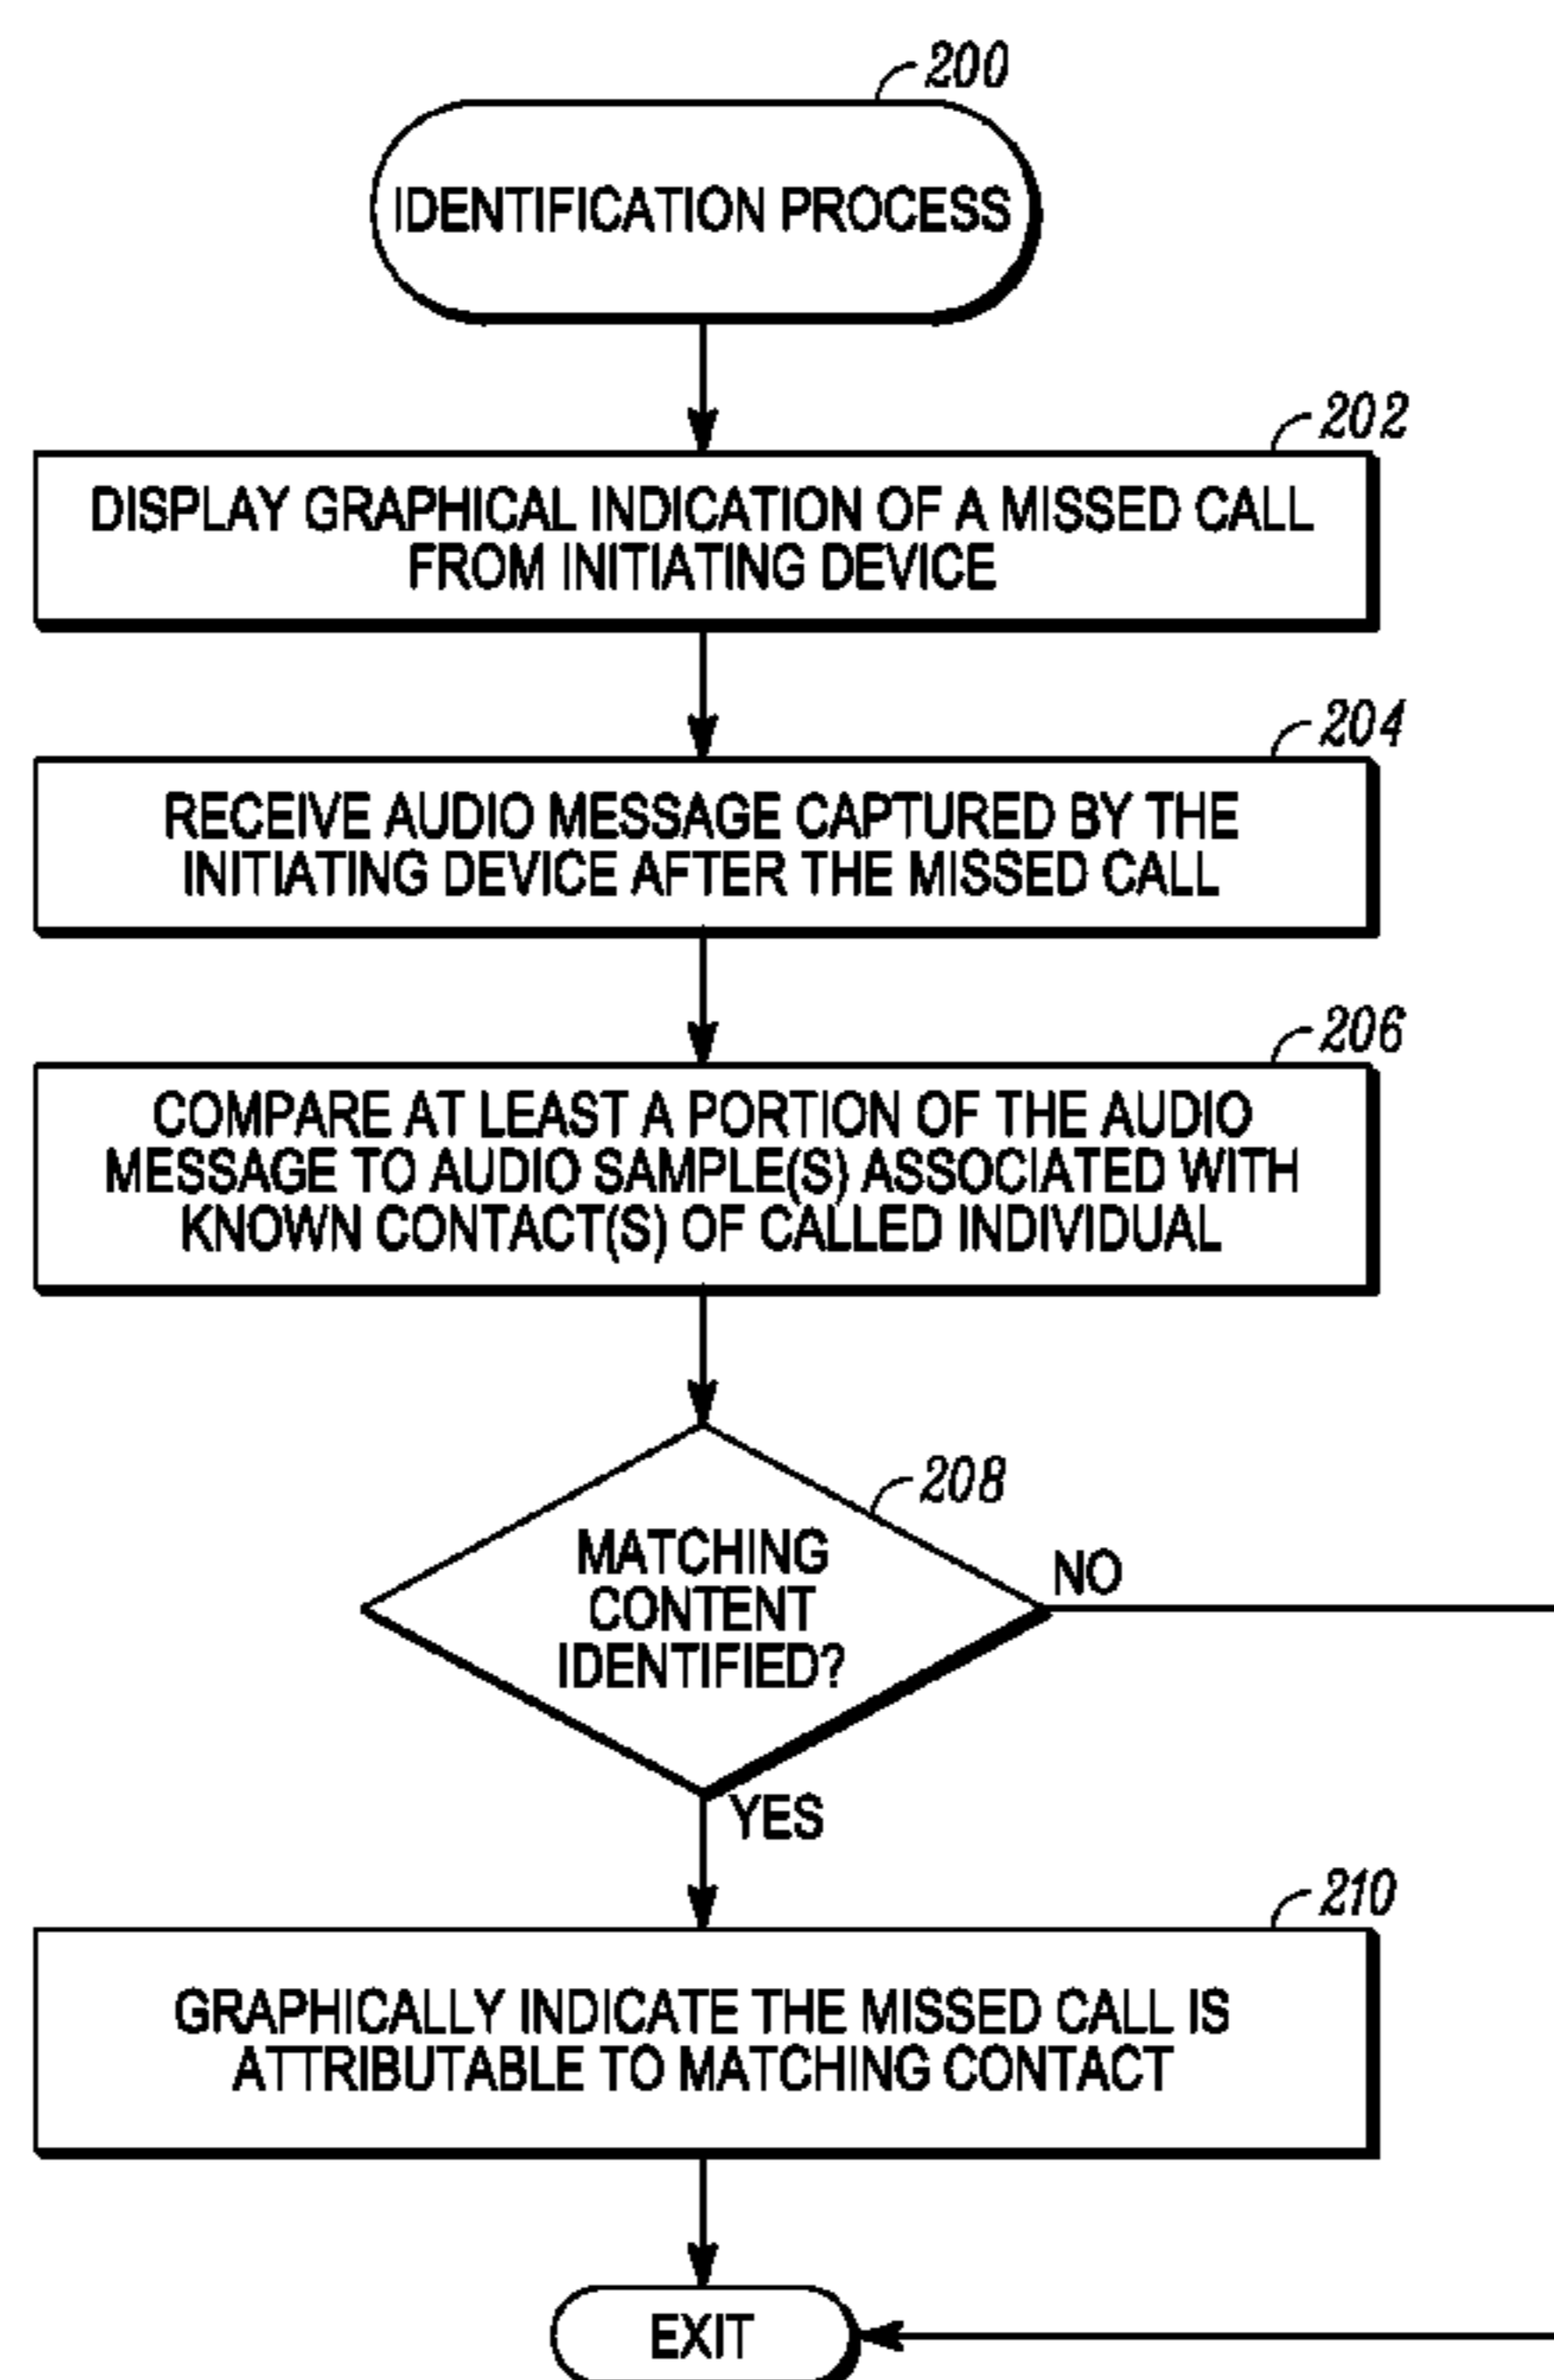 200
IDENTIFICATION PROCESS
202
DISPLAY GRAPHICAL INDICATION OF A MISSED CALL
FROM INITIATING DEVICE
204
RECEIVE AUDIO MESSAGE CAPTURED BY THE
INITIATING DEVICE AFTER THE MISSED CALL
206
COMPARE AT LEAST A PORTION OF THE AUDIO
MESSAGE TO AUDIO SAMPLE(S) ASSOCIATED WITH
KNOWN CONTACT(S) OF CALLED INDIVIDUAL
208
MATCHING
CONTENT
IDENTIFIED?
NO
YES
210
GRAPHICALLY INDICATE THE MISSED CALL IS
ATTRIBUTABLE TO MATCHING CONTACT
EXIT